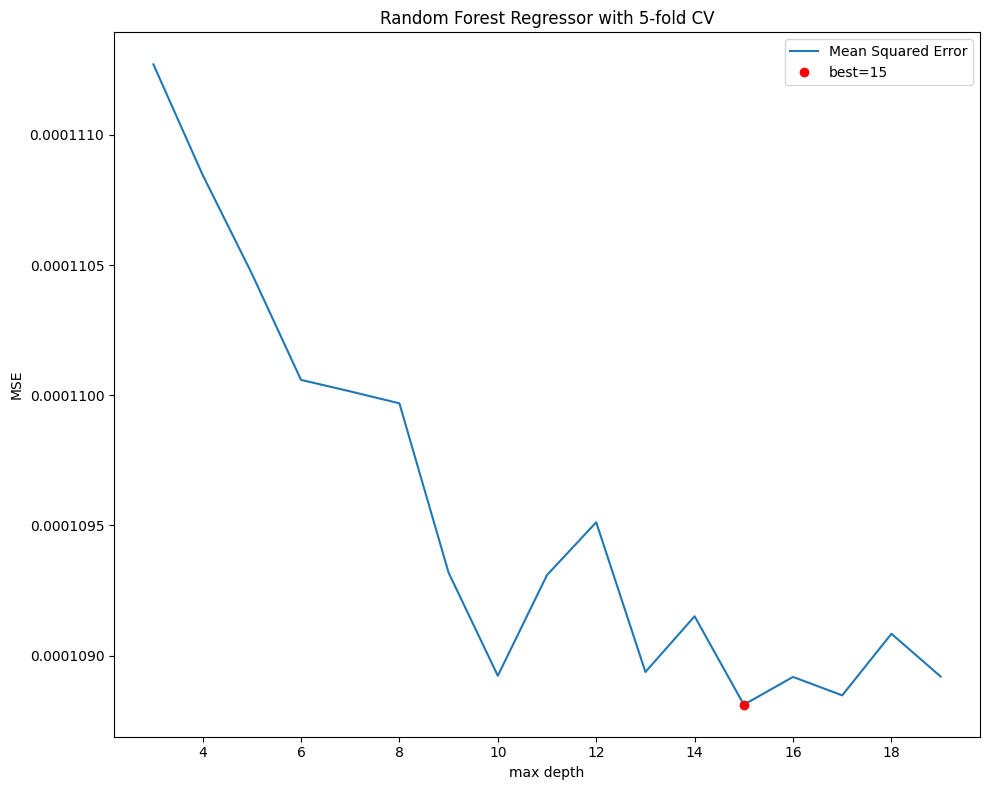 Random Forest Regressor with 5-fold CV
Mean Squared Error
best=15
MSE
0.0001110
0.0001105
0.0001100
0.0001095
0.0001090
4 6 8 10 12 14 16 18
max depth